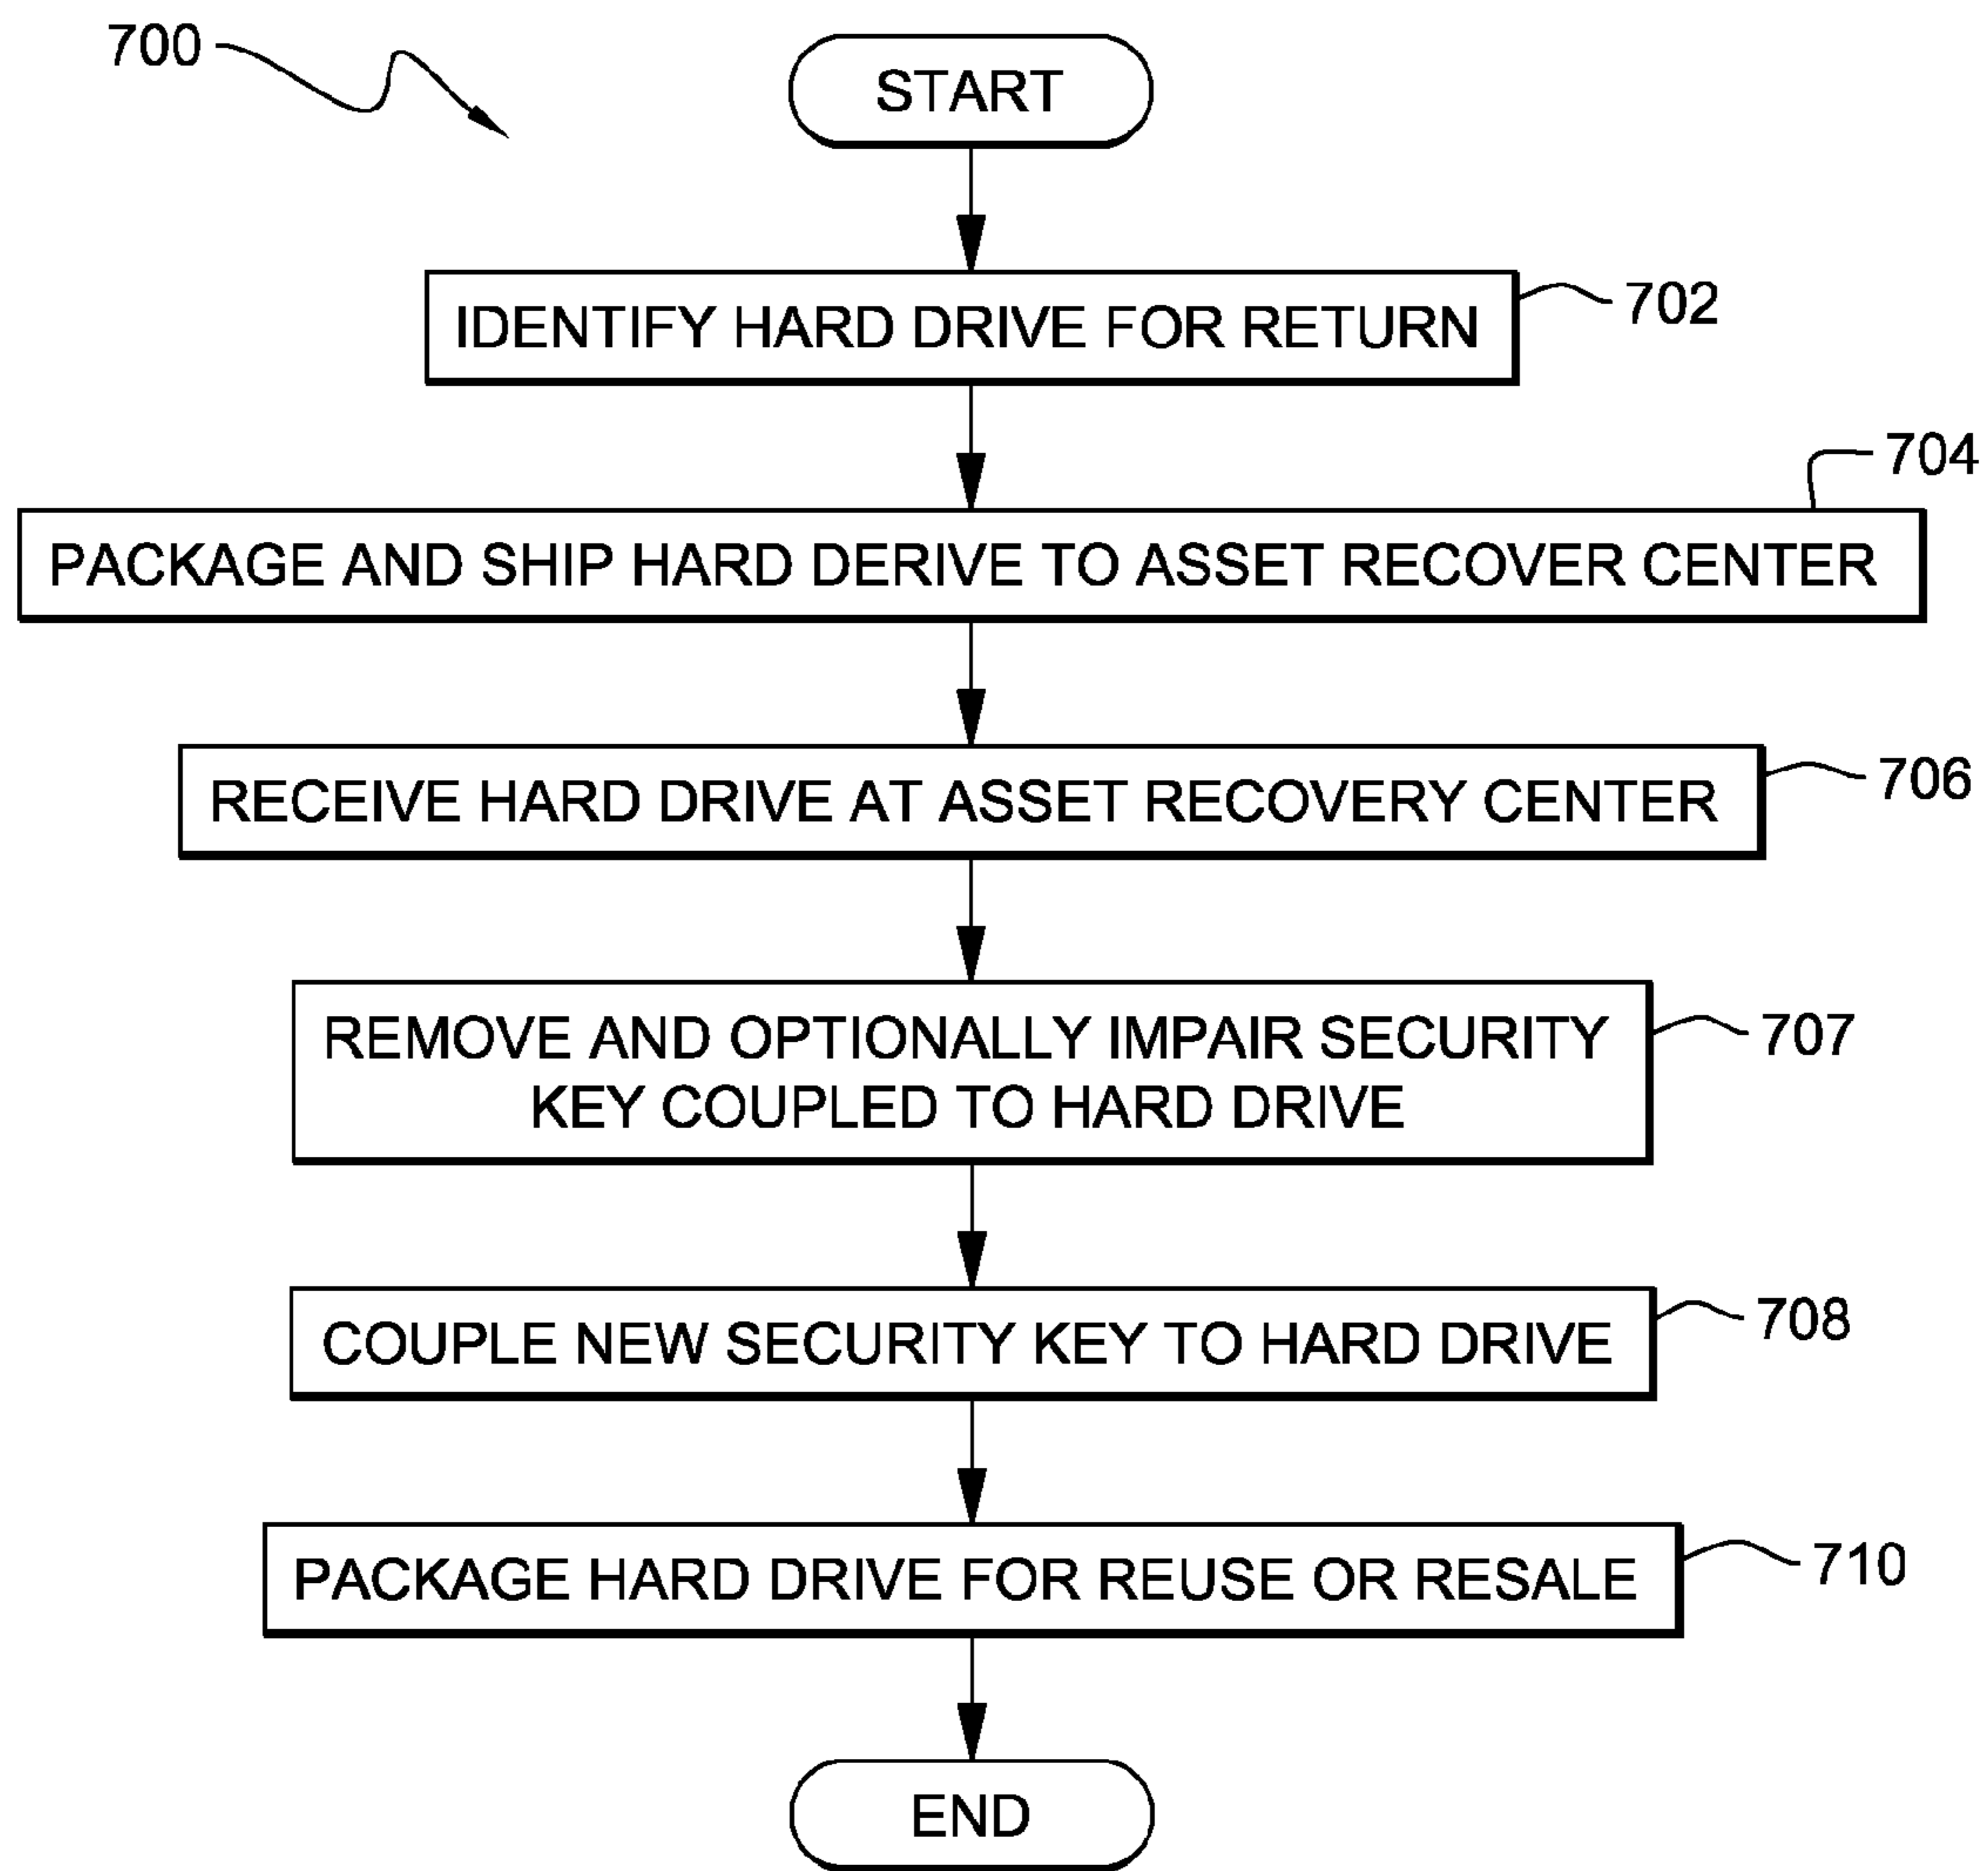 700
START
IDENTIFY HARD DRIVE FOR RETURN
702
704
PACKAGE AND SHIP HARD DERIVE TO ASSET RECOVER CENTER
RECEIVE HARD DRIVE AT ASSET RECOVERY CENTER
706
REMOVE AND OPTIONALLY IMPAIR SECURITY
KEY COUPLED TO HARD DRIVE
707
COUPLE NEW SECURITY KEY TO HARD DRIVE
708
PACKAGE HARD DRIVE FOR REUSE OR RESALE
710
END